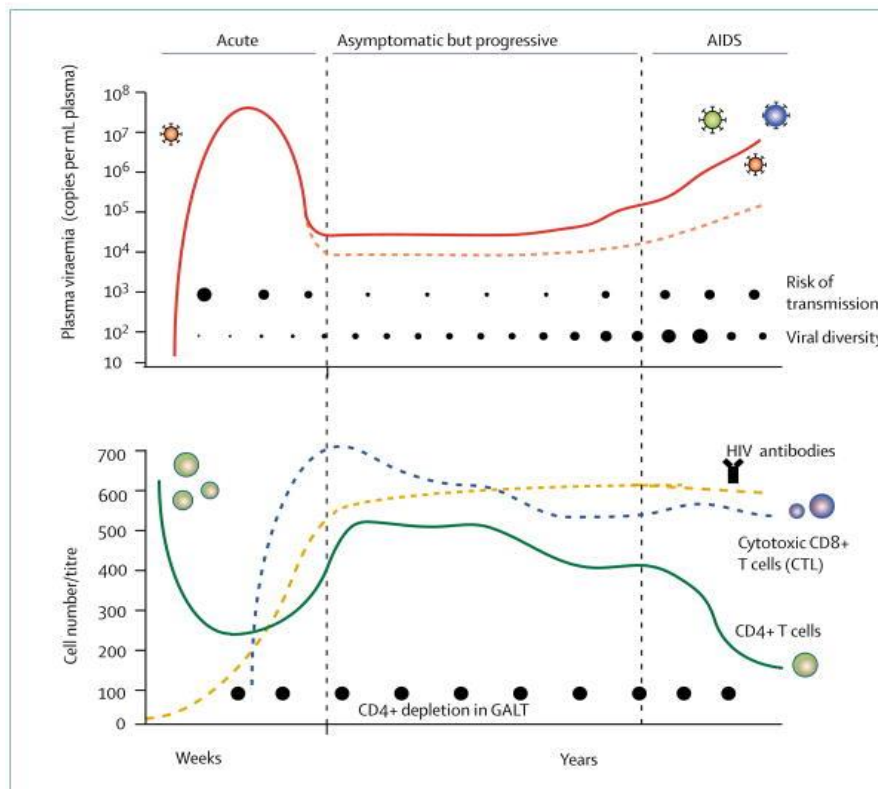 Acute Asymptomatic but progressive AIDS
Plasma viraemia (copies per mL plasma)
10⁸
10⁷
10⁶
10⁵
10⁴
10³
10²
10
Risk of
transmission
Viral diversity
Cell number/titre
700
600
500
400
300
200
100
0
HIV antibodies
Cytotoxic CD8+
T cells (CTL)
CD4+ T cells
CD4+ depletion in GALT
Weeks Years